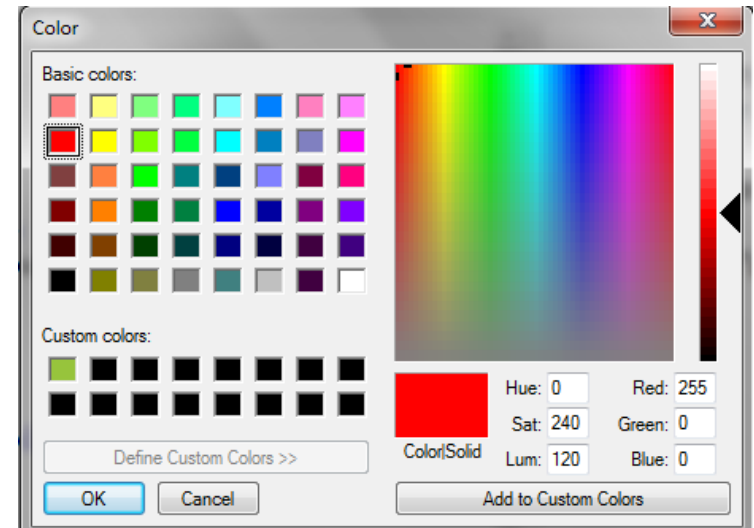 Color
x
Basic colors:
Custom colors:
Define Custom Colors >>
OK Cancel
Color|Solid
Hue: 0 Red: 255
Sat: 240 Green: 0
Lum: 120 Blue: 0
Add to Custom Colors